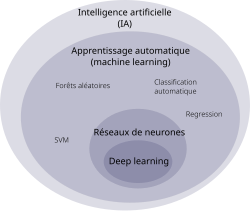 Intelligence artificielle
(IA)
Apprentissage automatique
(machine learning)
Forêts aléatoires
Classification
automatique
Regression
Réseaux de neurones
SVM
Deep learning